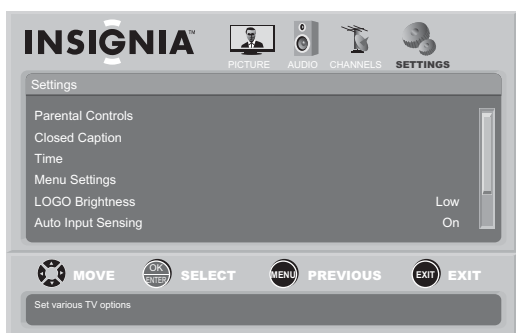 INSIGNIA™
PICTURE AUDIO CHANNELS SETTINGS
Settings
Parental Controls
Closed Caption
Time
Menu Settings
LOGO Brightness Low
Auto Input Sensing On
MOVE OK ENTER SELECT MENU PREVIOUS EXIT EXIT
Set various TV options